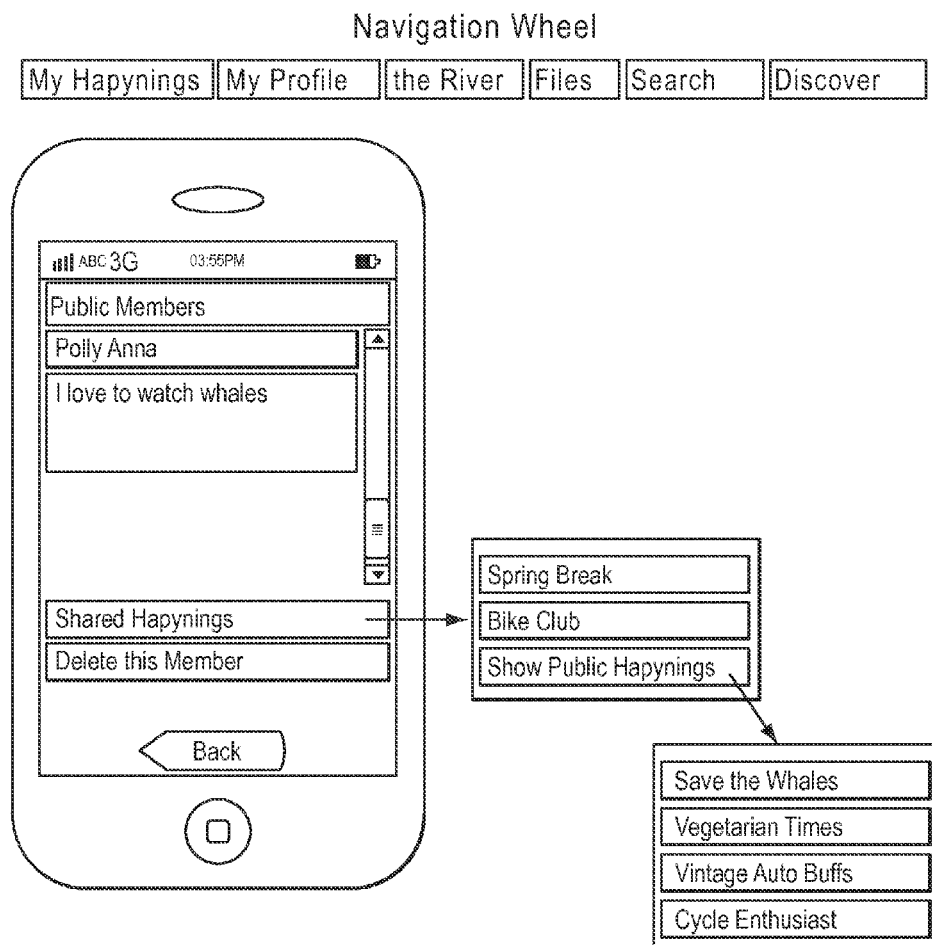 Navigation Wheel
My Hapynings My Profile the River Files Search Discover
ABC 3G 03:55PM
Public Members
Polly Anna
I love to watch whales
Shared Hapynings
Delete this Member
Back
Spring Break
Bike Club
Show Public Hapynings
Save the Whales
Vegetarian Times
Vintage Auto Buffs
Cycle Enthusiast